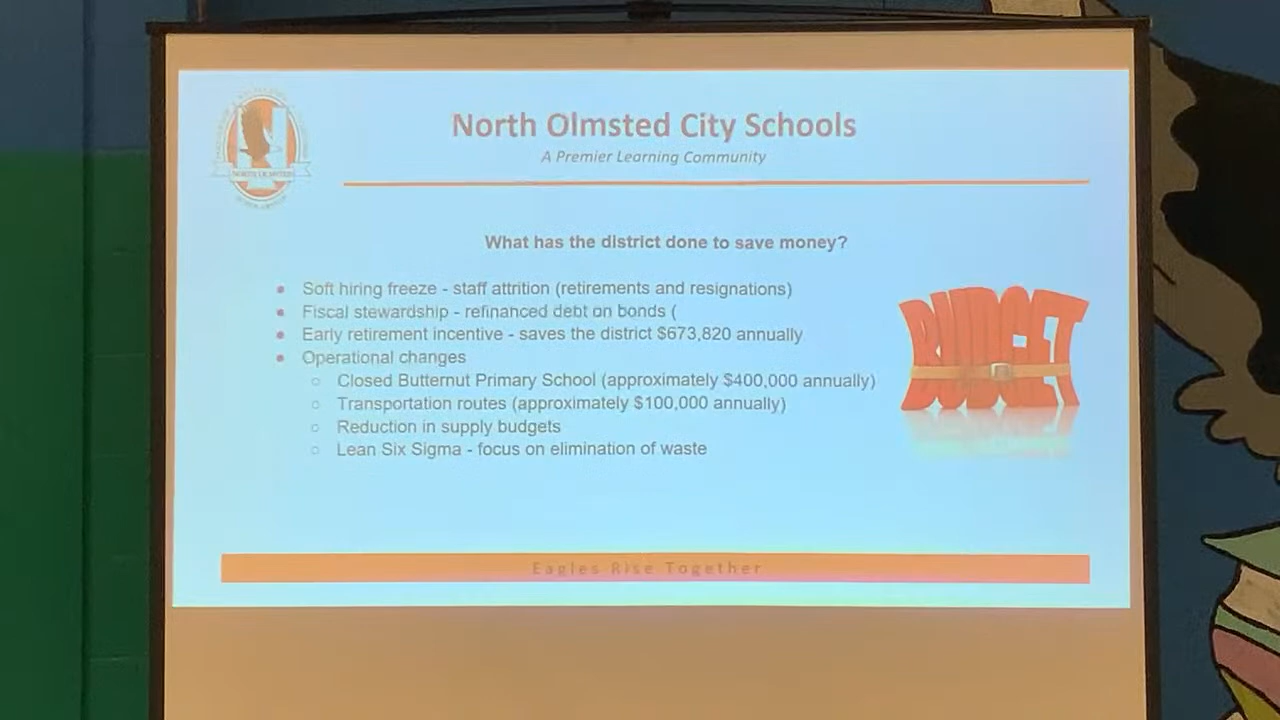 North Olmsted City Schools
A Premier Learning Community
NORTH OLMSTED
What has the district done to save money?
● Soft hiring freeze - staff attrition (retirements and resignations)
● Fiscal stewardship - refinanced debt on bonds (
● Early retirement incentive - saves the district $673,820 annually
● Operational changes
○ Closed Butternut Primary School (approximately $400,000 annually)
○ Transportation routes (approximately $100,000 annually)
○ Reduction in supply budgets
○ Lean Six Sigma - focus on elimination of waste
BUDGET
Eagles Rise Together